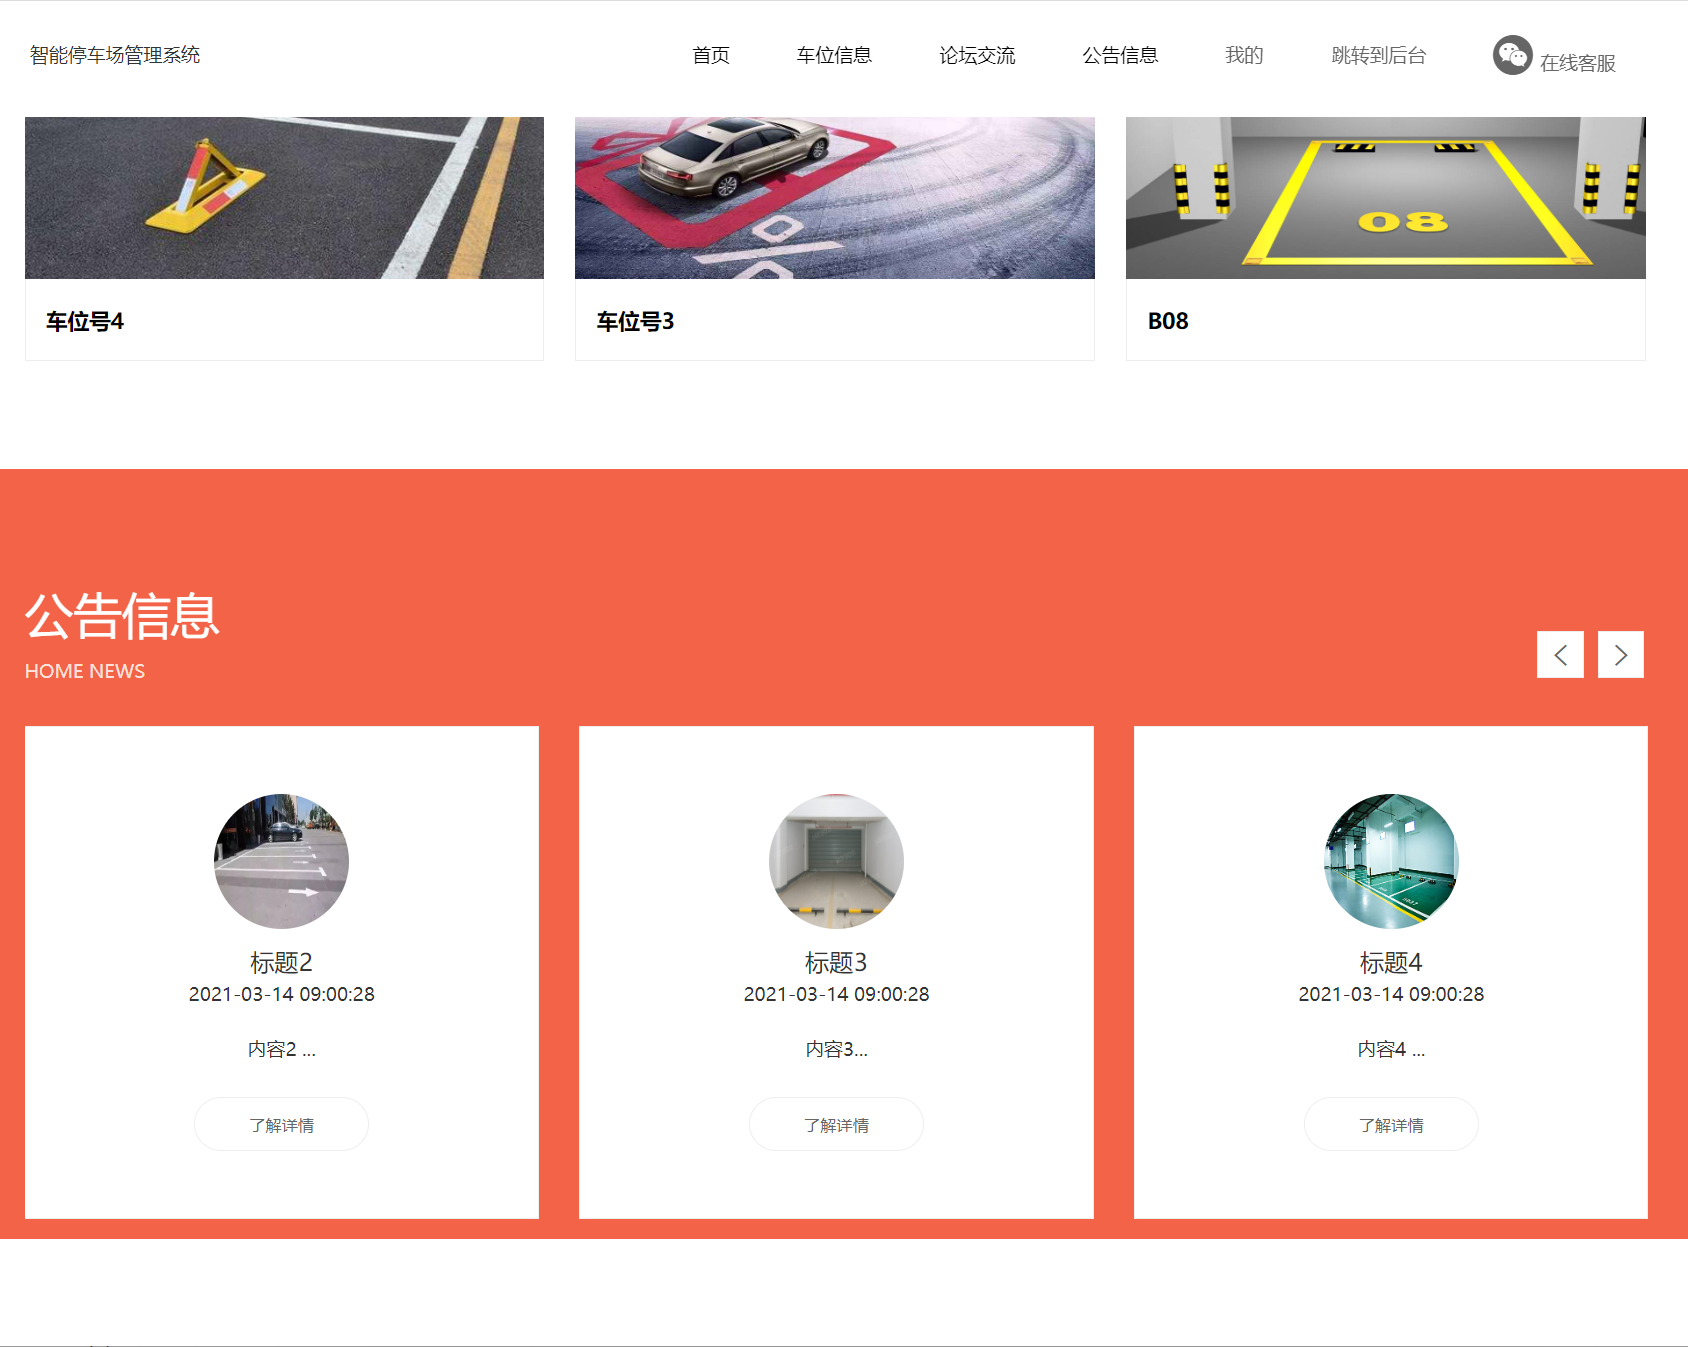 智能停车场管理系统
首页
车位信息
论坛交流
公告信息
我的
跳转到后台
在线客服
%
08
车位号4
车位号3
B08
公告信息
HOME NEWS
标题2
2021-03-14 09:00:28
内容2 ...
了解详情
标题3
2021-03-14 09:00:28
内容3...
了解详情
标题4
2021-03-14 09:00:28
内容4 ...
了解详情